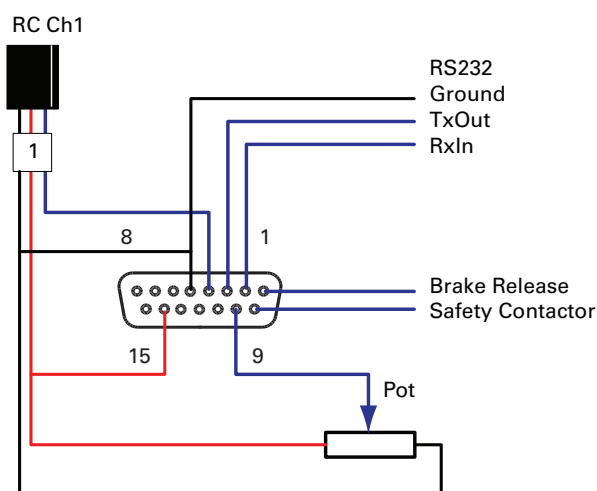 RC Ch1
RS232
Ground
TxOut
RxIn
1
8
1
Brake Release
Safety Contactor
15
9
Pot